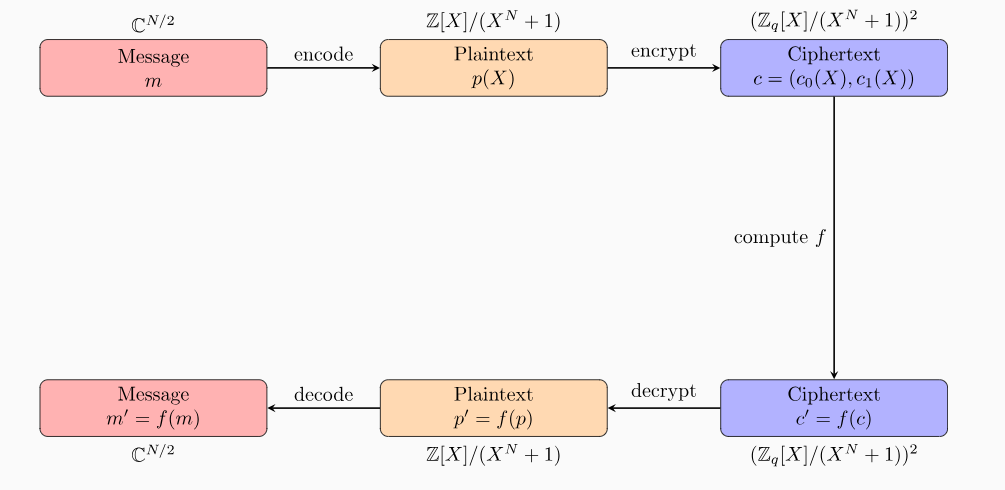 ℂ^{N/2}
ℤ[X]/(X^N + 1)
(ℤ_q[X]/(X^N + 1))^2
Message
m
encode
Plaintext
p(X)
encrypt
Ciphertext
c = (c_0(X), c_1(X))
compute f
Message
m′ = f(m)
decode
Plaintext
p′ = f(p)
decrypt
Ciphertext
c′ = f(c)
ℂ^{N/2}
ℤ[X]/(X^N + 1)
(ℤ_q[X]/(X^N + 1))^2